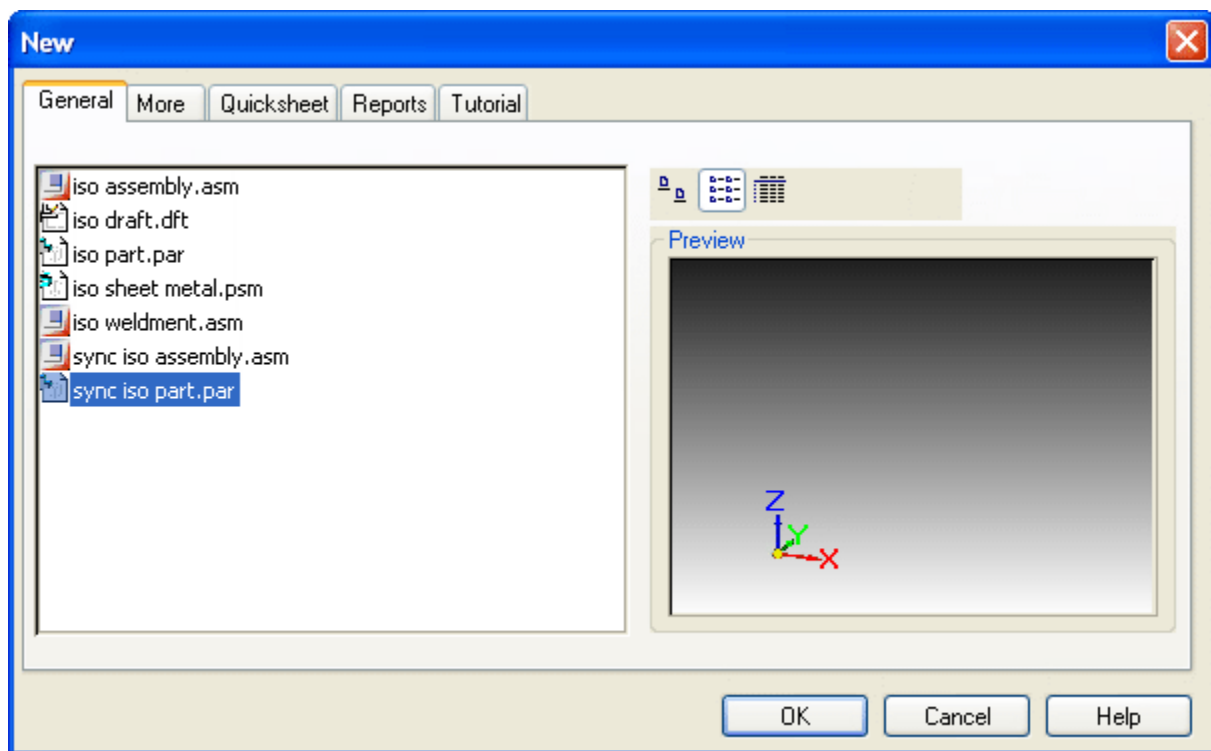 New
General More Quicksheet Reports Tutorial
iso assembly.asm
iso draft.dft
iso part.par
iso sheet metal.psm
iso weldment.asm
sync iso assembly.asm
sync iso part.par
Preview
Z
Y
X
OK Cancel Help